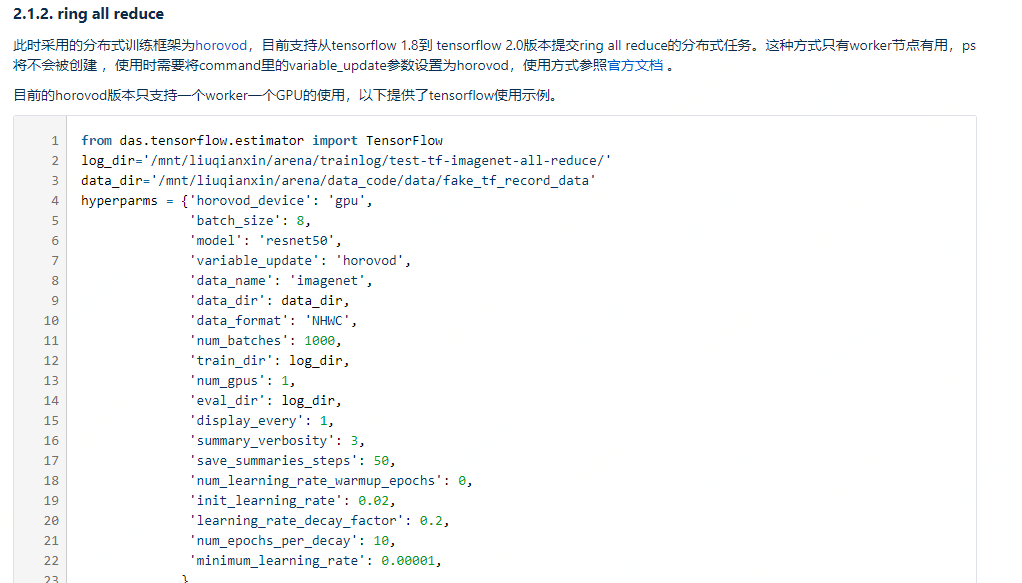 2.1.2. ring all reduce
此时采用的分布式训练框架为horovod，目前支持从tensorflow 1.8到 tensorflow 2.0版本提交ring all reduce的分布式任务。这种方式只有worker节点有用，ps
将不会被创建 ，使用时需要将command里的variable_update参数设置为horovod，使用方式参照官方文档 。
目前的horovod版本只支持一个worker一个GPU的使用，以下提供了tensorflow使用示例。
1 from das.tensorflow.estimator import TensorFlow
2 log_dir='/mnt/liuqianxin/arena/trainlog/test-tf-imagenet-all-reduce/'
3 data_dir='/mnt/liuqianxin/arena/data_code/data/fake_tf_record_data'
4 hyperparms = {'horovod_device': 'gpu',
5 'batch_size': 8,
6 'model': 'resnet50',
7 'variable_update': 'horovod',
8 'data_name': 'imagenet',
9 'data_dir': data_dir,
10 'data_format': 'NHWC',
11 'num_batches': 1000,
12 'train_dir': log_dir,
13 'num_gpus': 1,
14 'eval_dir': log_dir,
15 'display_every': 1,
16 'summary_verbosity': 3,
17 'save_summaries_steps': 50,
18 'num_learning_rate_warmup_epochs': 0,
19 'init_learning_rate': 0.02,
20 'learning_rate_decay_factor': 0.2,
21 'num_epochs_per_decay': 10,
22 'minimum_learning_rate': 0.00001,
23 }